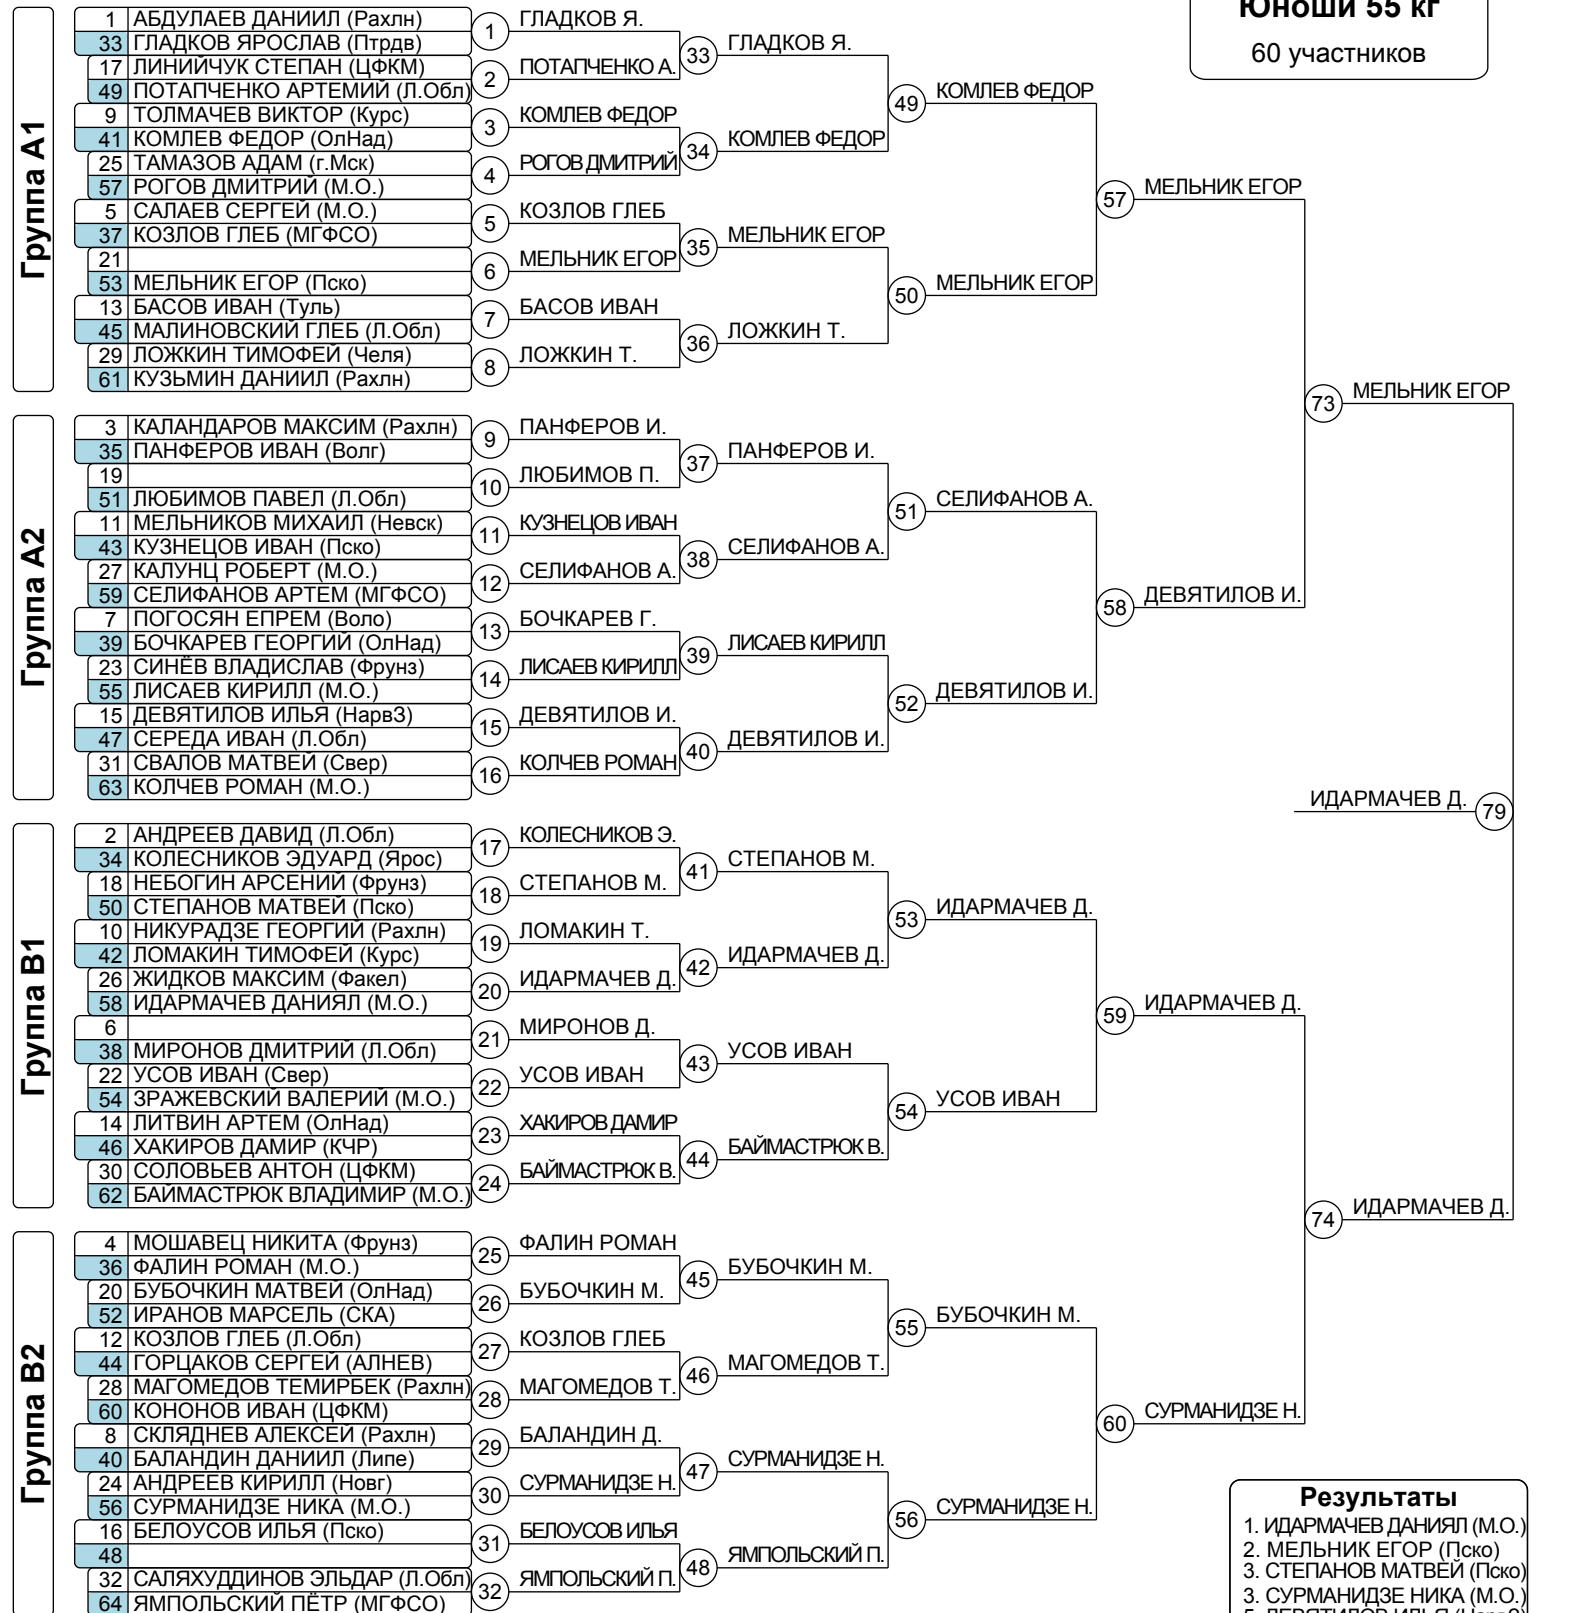 Юноши 55 кг
60 участников
Группа A1
1 АБДУЛАЕВ ДАНИИЛ (Рахлн)
33 ГЛАДКОВ ЯРОСЛАВ (Птрдв)
17 ЛИНИЙЧУК СТЕПАН (ЦФКМ)
49 ПОТАПЧЕНКО АРТЕМИЙ (Л.Обл)
9 ТОЛМАЧЕВ ВИКТОР (Курс)
41 КОМЛЕВ ФЕДОР (ОлНад)
25 ТАМАЗОВ АДАМ (г.Мск)
57 РОГОВ ДМИТРИЙ (М.О.)
5 САЛАЕВ СЕРГЕЙ (М.О.)
37 КОЗЛОВ ГЛЕБ (МГФСО)
21
53 МЕЛЬНИК ЕГОР (Пско)
13 БАСОВ ИВАН (Туль)
45 МАЛИНОВСКИЙ ГЛЕБ (Л.Обл)
29 ЛОЖКИН ТИМОФЕЙ (Челя)
61 КУЗЬМИН ДАНИИЛ (Рахлн)
1 ГЛАДКОВ Я.
2 ПОТАПЧЕНКО А.
3 КОМЛЕВ ФЕДОР
4 РОГОВ ДМИТРИЙ
5 КОЗЛОВ ГЛЕБ
6 МЕЛЬНИК ЕГОР
7 БАСОВ ИВАН
8 ЛОЖКИН Т.
33 ГЛАДКОВ Я.
34 КОМЛЕВ ФЕДОР
35 МЕЛЬНИК ЕГОР
36 ЛОЖКИН Т.
49 КОМЛЕВ ФЕДОР
50 МЕЛЬНИК ЕГОР
57 МЕЛЬНИК ЕГОР
Группа A2
3 КАЛАНДАРОВ МАКСИМ (Рахлн)
35 ПАНФЕРОВ ИВАН (Волг)
19
51 ЛЮБИМОВ ПАВЕЛ (Л.Обл)
11 МЕЛЬНИКОВ МИХАИЛ (Невск)
43 КУЗНЕЦОВ ИВАН (Пско)
27 КАЛУНЦ РОБЕРТ (М.О.)
59 СЕЛИФАНОВ АРТЕМ (МГФСО)
7 ПОГОСЯН ЕПРЕМ (Воло)
39 БОЧКАРЕВ ГЕОРГИЙ (ОлНад)
23 СИНЁВ ВЛАДИСЛАВ (Фрунз)
55 ЛИСАЕВ КИРИЛЛ (М.О.)
15 ДЕВЯТИЛОВ ИЛЬЯ (НарвЗ)
47 СЕРЕДА ИВАН (Л.Обл)
31 СВАЛОВ МАТВЕЙ (Свер)
63 КОЛЧЕВ РОМАН (М.О.)
9 ПАНФЕРОВ И.
10 ЛЮБИМОВ П.
11 КУЗНЕЦОВ ИВАН
12 СЕЛИФАНОВ А.
13 БОЧКАРЕВ Г.
14 ЛИСАЕВ КИРИЛЛ
15 ДЕВЯТИЛОВ И.
16 КОЛЧЕВ РОМАН
37 ПАНФЕРОВ И.
38 СЕЛИФАНОВ А.
39 ЛИСАЕВ КИРИЛЛ
40 ДЕВЯТИЛОВ И.
51 СЕЛИФАНОВ А.
52 ДЕВЯТИЛОВ И.
58 ДЕВЯТИЛОВ И.
73 МЕЛЬНИК ЕГОР
ИДАРМАЧЕВ Д. 79
Группа B1
2 АНДРЕЕВ ДАВИД (Л.Обл)
34 КОЛЕСНИКОВ ЭДУАРД (Ярос)
18 НЕБОГИН АРСЕНИЙ (Фрунз)
50 СТЕПАНОВ МАТВЕЙ (Пско)
10 НИКУРАДЗЕ ГЕОРГИЙ (Рахлн)
42 ЛОМАКИН ТИМОФЕЙ (Курс)
26 ЖИДКОВ МАКСИМ (Факел)
58 ИДАРМАЧЕВ ДАНИЯЛ (М.О.)
6
38 МИРОНОВ ДМИТРИЙ (Л.Обл)
22 УСОВ ИВАН (Свер)
54 ЗРАЖЕВСКИЙ ВАЛЕРИЙ (М.О.)
14 ЛИТВИН АРТЕМ (ОлНад)
46 ХАКИРОВ ДАМИР (КЧР)
30 СОЛОВЬЕВ АНТОН (ЦФКМ)
62 БАЙМАСТРЮК ВЛАДИМИР (М.О.)
17 КОЛЕСНИКОВ Э.
18 СТЕПАНОВ М.
19 ЛОМАКИН Т.
20 ИДАРМАЧЕВ Д.
21 МИРОНОВ Д.
22 УСОВ ИВАН
23 ХАКИРОВ ДАМИР
24 БАЙМАСТРЮК В.
41 СТЕПАНОВ М.
42 ИДАРМАЧЕВ Д.
43 УСОВ ИВАН
44 БАЙМАСТРЮК В.
53 ИДАРМАЧЕВ Д.
54 УСОВ ИВАН
59 ИДАРМАЧЕВ Д.
Группа B2
4 МОШАВЕЦ НИКИТА (Фрунз)
36 ФАЛИН РОМАН (М.О.)
20 БУБОЧКИН МАТВЕЙ (ОлНад)
52 ИРАНОВ МАРСЕЛЬ (СКА)
12 КОЗЛОВ ГЛЕБ (Л.Обл)
44 ГОРЦАКОВ СЕРГЕЙ (АЛНЕВ)
28 МАГОМЕДОВ ТЕМИРБЕК (Рахлн)
60 КОНОНОВ ИВАН (ЦФКМ)
8 СКЛЯДНЕВ АЛЕКСЕЙ (Рахлн)
40 БАЛАНДИН ДАНИИЛ (Липе)
24 АНДРЕЕВ КИРИЛЛ (Новг)
56 СУРМАНИДЗЕ НИКА (М.О.)
16 БЕЛОУСОВ ИЛЬЯ (Пско)
48
32 САЛЯХУДДИНОВ ЭЛЬДАР (Л.Обл)
64 ЯМПОЛЬСКИЙ ПЁТР (МГФСО)
25 ФАЛИН РОМАН
26 БУБОЧКИН М.
27 КОЗЛОВ ГЛЕБ
28 МАГОМЕДОВ Т.
29 БАЛАНДИН Д.
30 СУРМАНИДЗЕ Н.
31 БЕЛОУСОВ ИЛЬЯ
32 ЯМПОЛЬСКИЙ П.
45 БУБОЧКИН М.
46 МАГОМЕДОВ Т.
47 СУРМАНИДЗЕ Н.
48 ЯМПОЛЬСКИЙ П.
55 БУБОЧКИН М.
56 СУРМАНИДЗЕ Н.
60 СУРМАНИДЗЕ Н.
74 ИДАРМАЧЕВ Д.
Результаты
1. ИДАРМАЧЕВ ДАНИЯЛ (М.О.)
2. МЕЛЬНИК ЕГОР (Пско)
3. СТЕПАНОВ МАТВЕЙ (Пско)
3. СУРМАНИДЗЕ НИКА (М.О.)
5. ДЕВЯТИЛОВ ИЛЬЯ (НарвЗ)